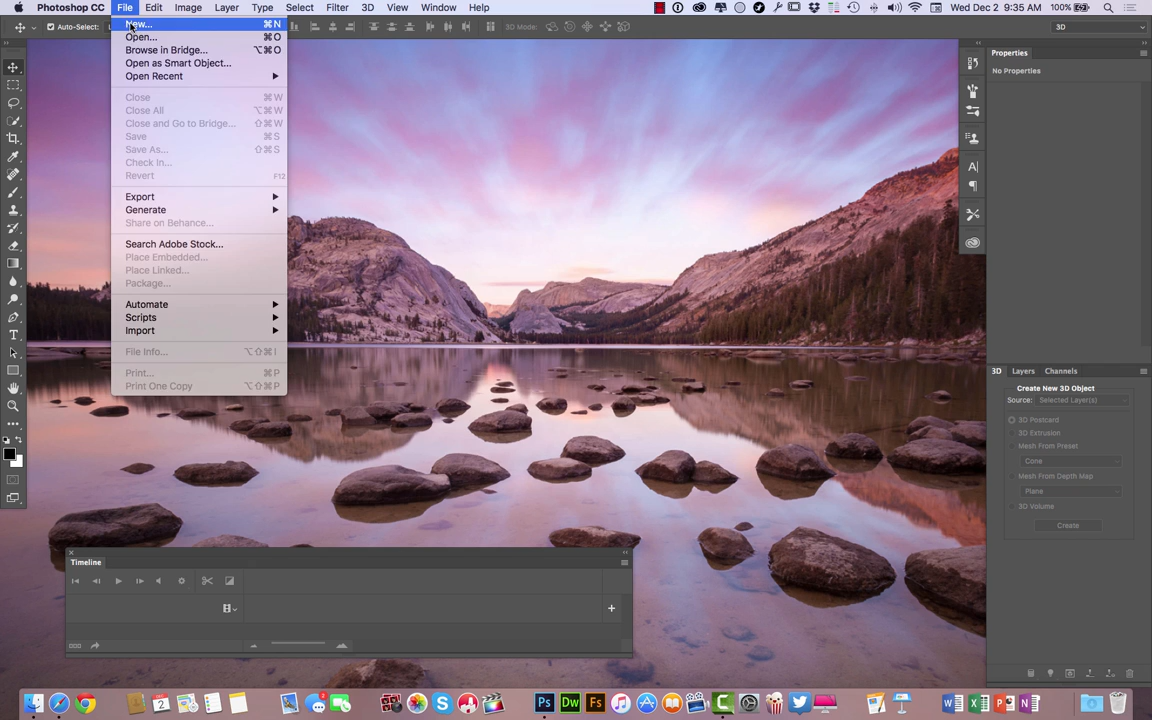 Photoshop CC File Edit Image Layer Type Select Filter 3D View Window Help Wed Dec 2 9:35 AM 100%
Auto-Select: 3D Mode: 3D
New... ⌘N
Open... ⌘O
Browse in Bridge... ⌥⌘O
Open as Smart Object...
Open Recent
Close ⌘W
Close All ⌥⌘W
Close and Go to Bridge... ⇧⌘W
Save ⌘S
Save As... ⇧⌘S
Check In...
Revert F12
Export
Generate
Share on Behance...
Search Adobe Stock...
Place Embedded...
Place Linked...
Package...
Automate
Scripts
Import
File Info... ⌥⇧⌘I
Print... ⌘P
Print One Copy ⌥⇧⌘P
Properties
No Properties
3D Layers Channels
Create New 3D Object
Source: Selected Layer(s)
3D Postcard
3D Extrusion
Mesh From Preset
Cone
Mesh From Depth Map
Plane
3D Volume
Create
Timeline
2
Ps Dw Fs